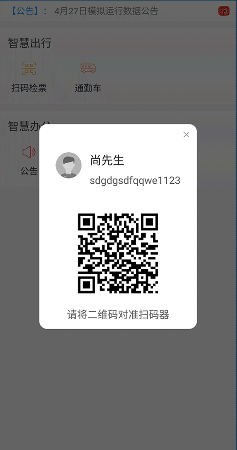 【公告】： 4月27日模拟运行数据公告
智慧出行
扫码检票 通勤车
智慧办公
公告
尚先生
sdgdgsdfqqwe1123
请将二维码对准扫码器